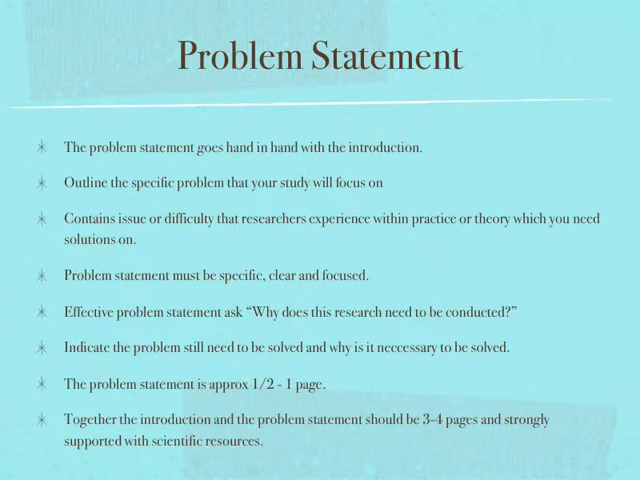 Problem Statement
The problem statement goes hand in hand with the introduction.
Outline the specific problem that your study will focus on
Contains issue or difficulty that researchers experience within practice or theory which you need
solutions on.
Problem statement must be specific, clear and focused.
Effective problem statement ask “Why does this research need to be conducted?”
Indicate the problem still need to be solved and why is it neccessary to be solved.
The problem statement is approx 1/2 - 1 page.
Together the introduction and the problem statement should be 3-4 pages and strongly
supported with scientific resources.